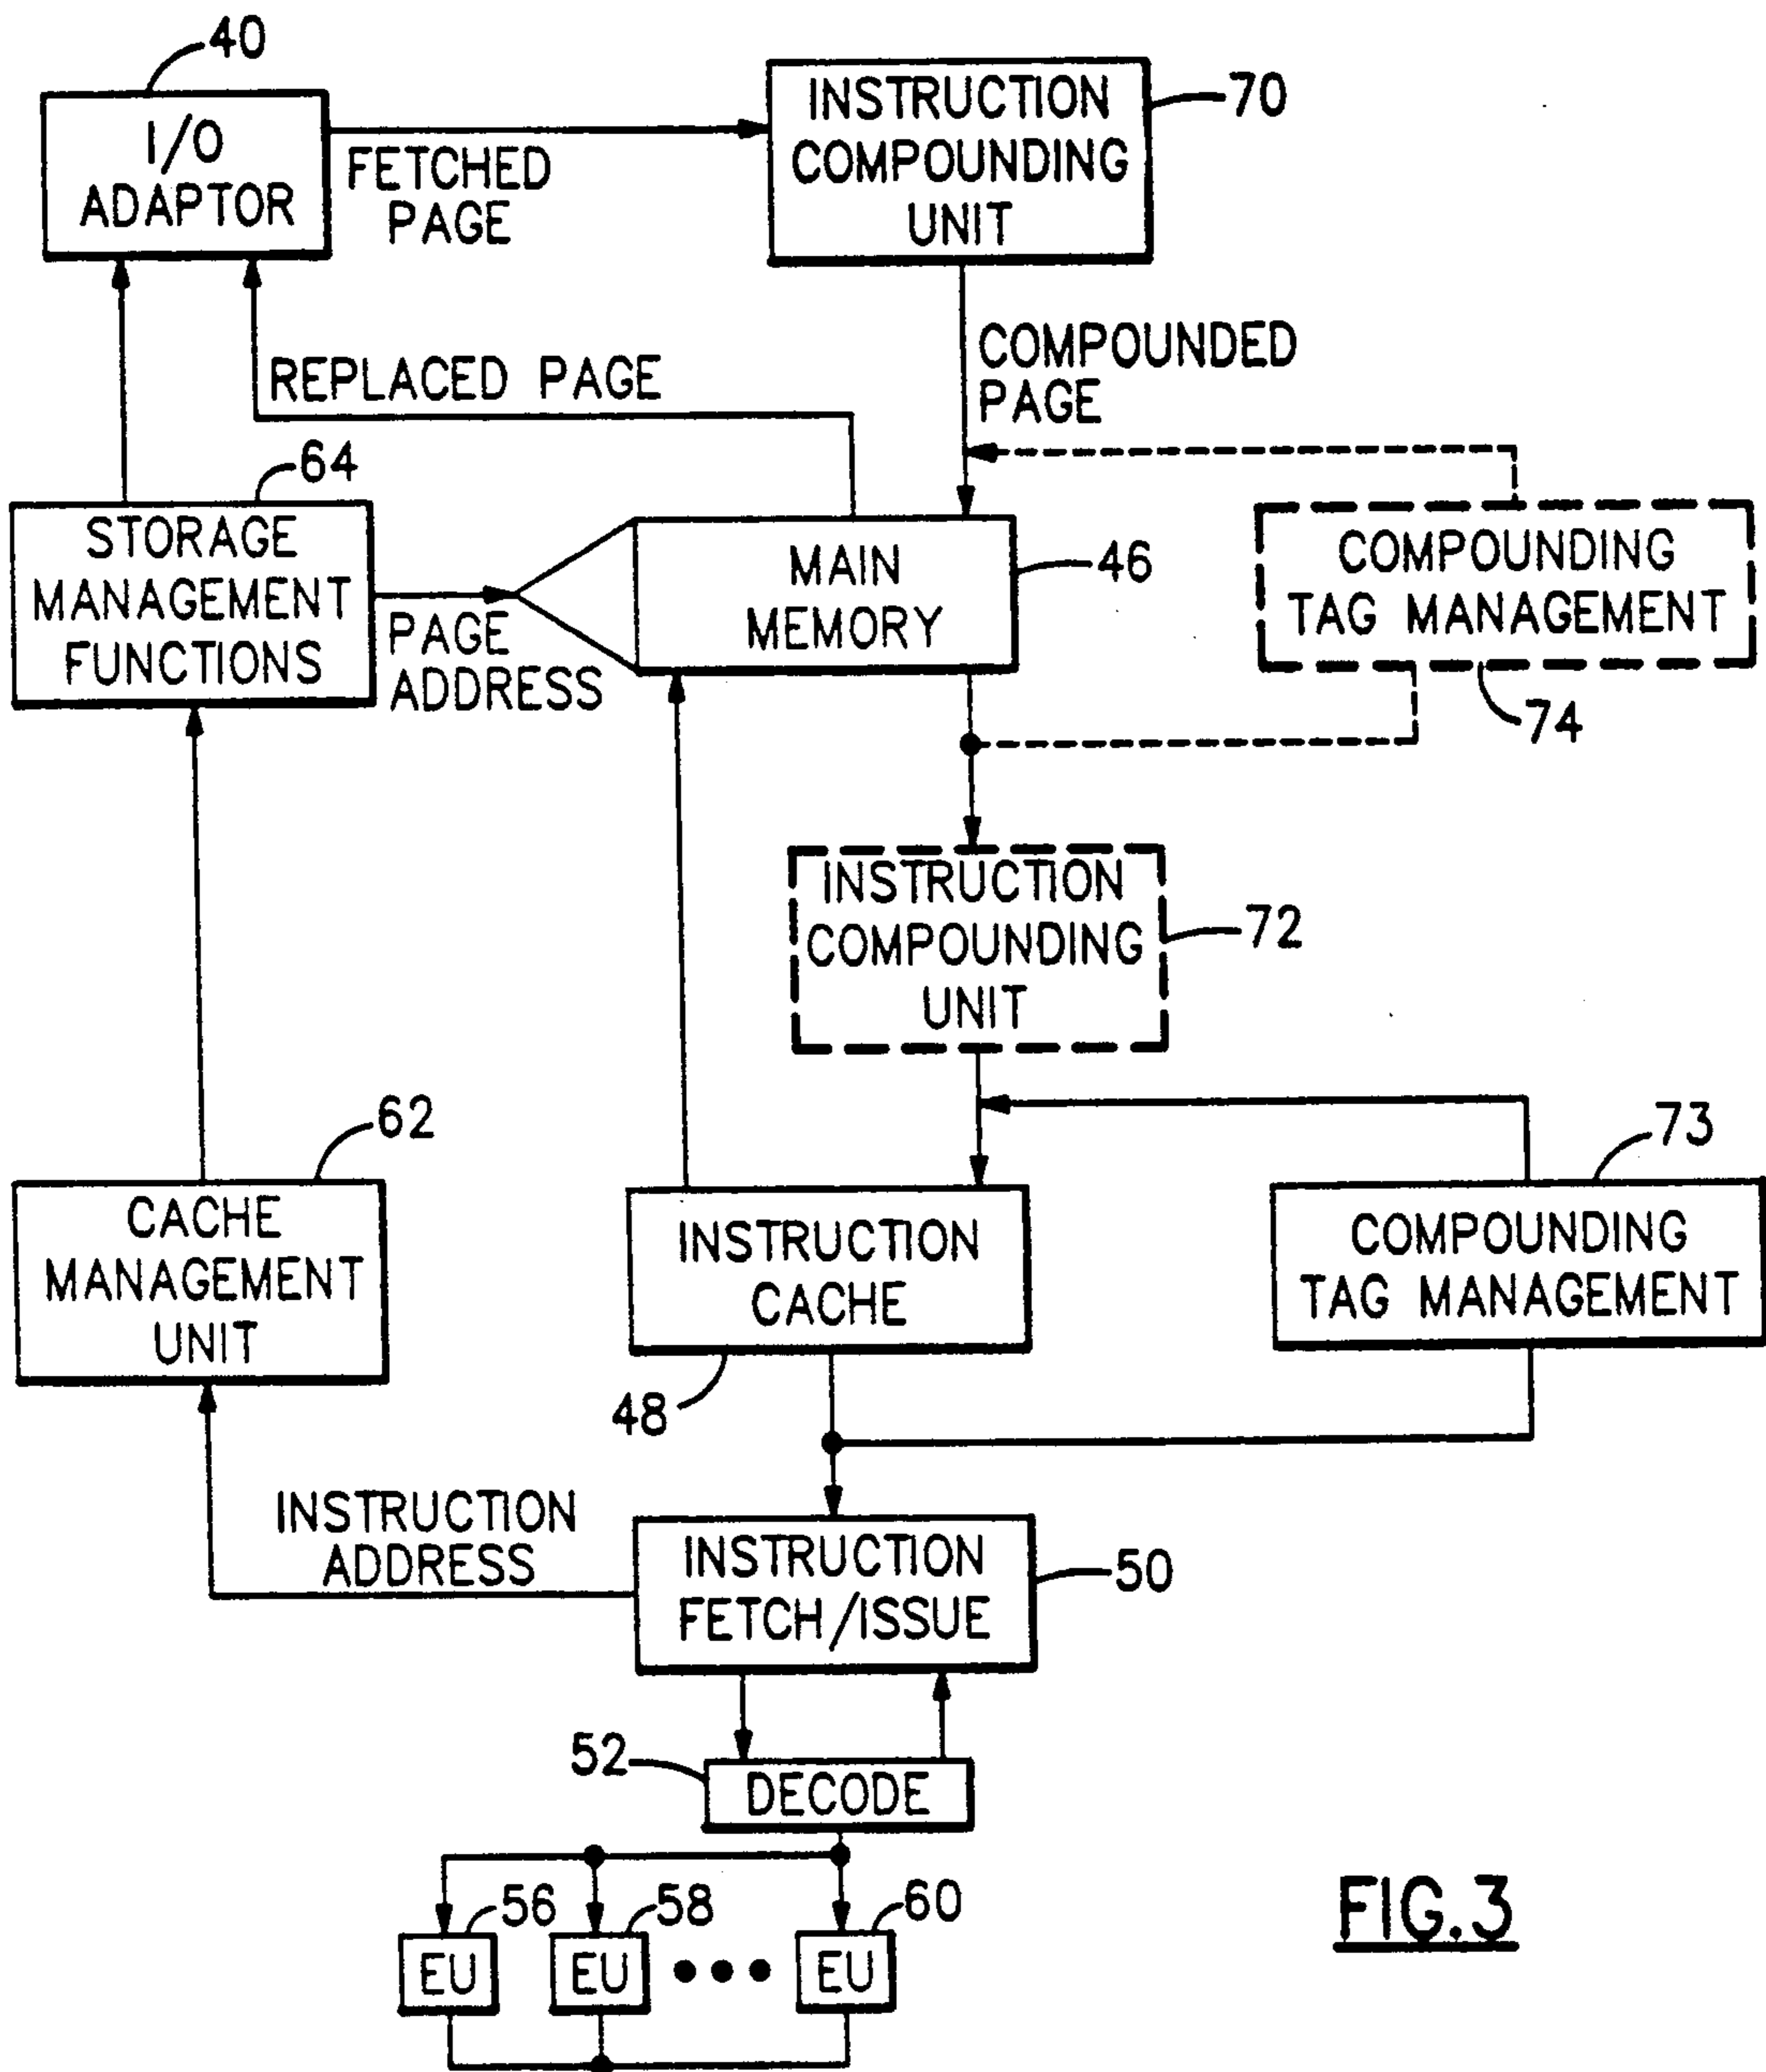 40
I/O
ADAPTOR
FETCHED
PAGE
INSTRUCTION
COMPOUNDING
UNIT
70
REPLACED PAGE
COMPOUNDED
PAGE
64
STORAGE
MANAGEMENT
FUNCTIONS
PAGE
ADDRESS
MAIN
MEMORY
46
COMPOUNDING
TAG MANAGEMENT
74
INSTRUCTION
COMPOUNDING
UNIT
72
62
CACHE
MANAGEMENT
UNIT
INSTRUCTION
CACHE
48
73
COMPOUNDING
TAG MANAGEMENT
INSTRUCTION
ADDRESS
INSTRUCTION
FETCH/ISSUE
50
52
DECODE
56
EU
58
EU
60
EU
FIG.3